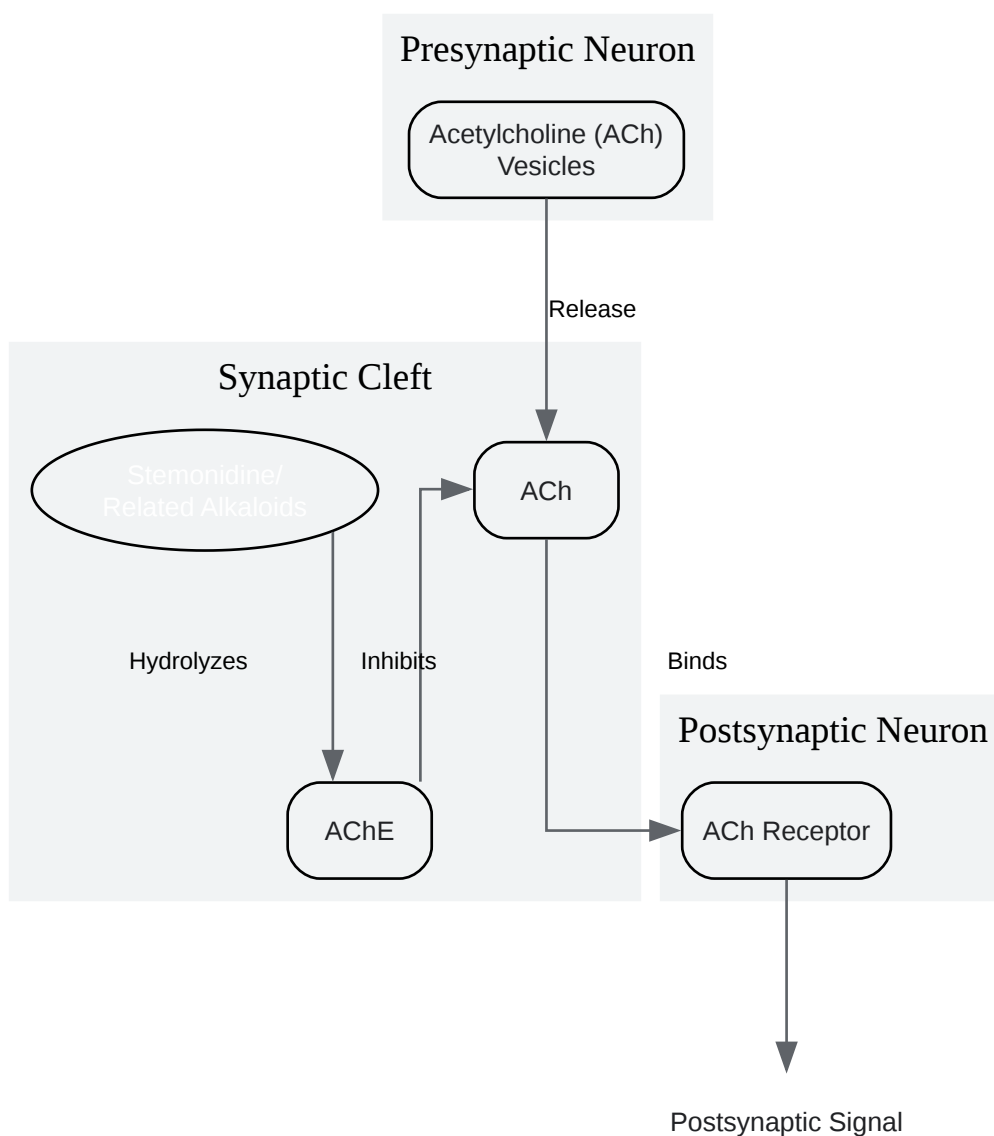 Presynaptic Neuron
Acetylcholine (ACh)
Vesicles
Release
Synaptic Cleft
Stemonidine/
Related Alkaloids
ACh
Hydrolyzes
Inhibits
Binds
Postsynaptic Neuron
AChE
ACh Receptor
Postsynaptic Signal